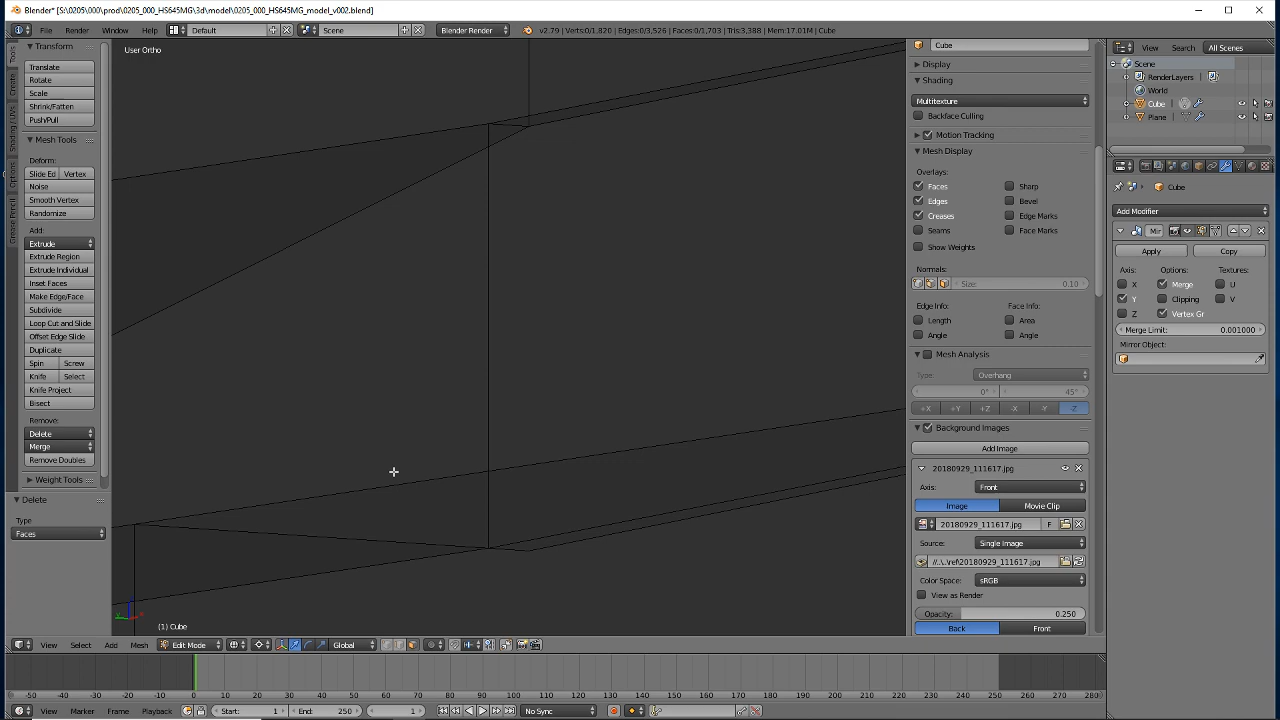 Blender* [S:\0205\000\prod\0205_000_HS645MG\3d\model\0205_000_HS645MG_model_v002.blend]
File Render Window Help Default Scene Blender Render v2.79 | Verts:0/1,820 | Edges:0/3,526 | Faces:0/1,703 | Tris:3,385 | Mem:17.01M | Cube
User Ortho
Tools
Create
Shading / UVs
Options
Grease Pencil
Transform
Translate
Rotate
Scale
Shrink/Fatten
Push/Pull
Mesh Tools
Deform:
Slide Ed Vertex
Noise
Smooth Vertex
Randomize
Add:
Extrude
Extrude Region
Extrude Individual
Inset Faces
Make Edge/Face
Subdivide
Loop Cut and Slide
Offset Edge Slide
Duplicate
Spin Screw
Knife Select
Knife Project
Bisect
Remove:
Delete
Merge
Remove Doubles
Weight Tools
Delete
Type
Faces
(1) Cube
Cube
Display
Shading
Multitexture
Backface Culling
Motion Tracking
Mesh Display
Overlays:
Faces Sharp
Edges Bevel
Creases Edge Marks
Seams Face Marks
Show Weights
Normals:
Size: 0.10
Edge Info: Face Info:
Length Area
Angle Angle
Mesh Analysis
Type: Overhang
0° 45°
+X +Y +Z -X -Y -Z
Background Images
Add Image
20180929_111617.jpg
Axis: Front
Image Movie Clip
20180929_111617.jpg F
Source: Single Image
//..\..\ref\20180929_111617.jpg
Color Space: sRGB
View as Render
Opacity: 0.250
Back Front
View Search All Scenes
Scene
RenderLayers
World
Cube
Plane
Cube
Add Modifier
Mir
Apply Copy
Axis: Options: Textures:
X Merge U
Y Clipping V
Z Vertex Gr
Merge Limit: 0.001000
Mirror Object:
View Select Add Mesh Edit Mode Global
-50 -40 -30 -20 -10 0 10 20 30 40 50 60 70 80 90 100 110 120 130 140 150 160 170 180 190 200 210 220 230 240 250 260 270 280
View Marker Frame Playback Start: 1 End: 250 1 No Sync